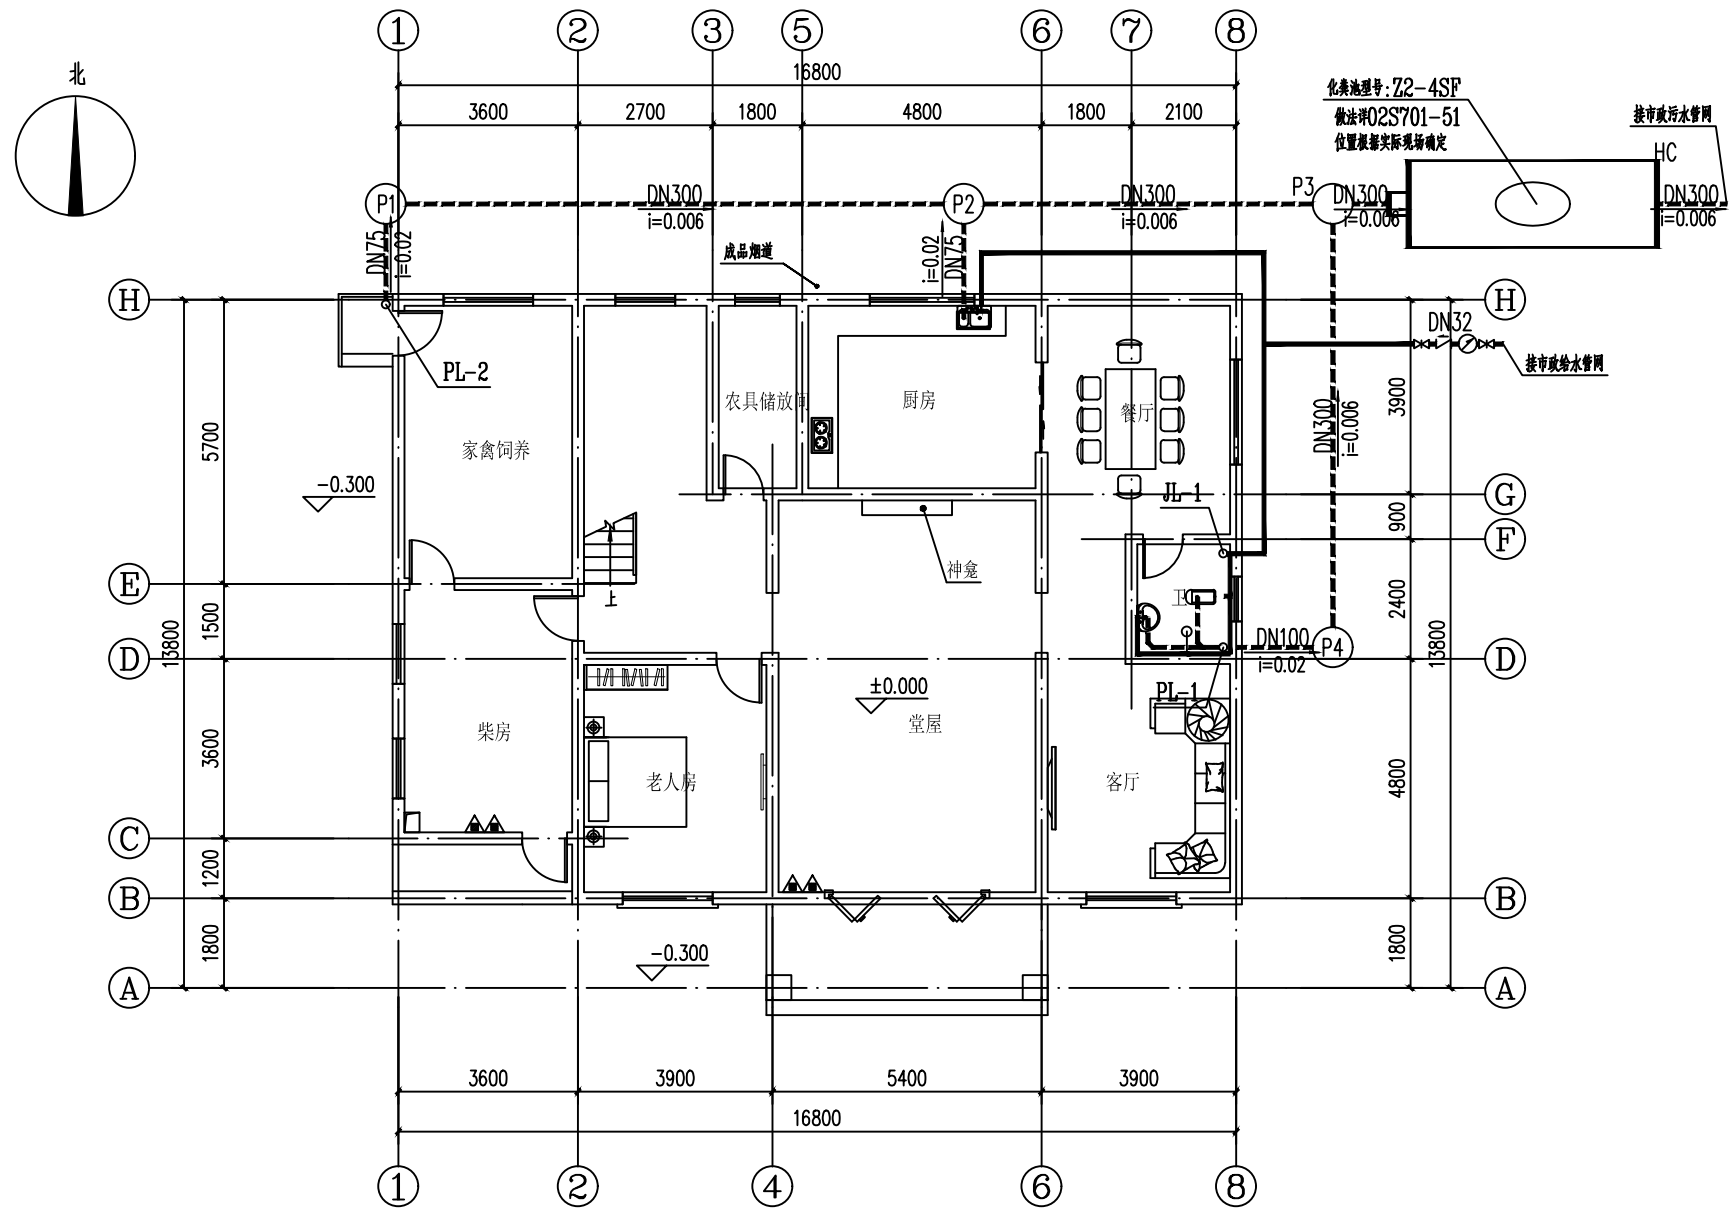 ① ② ③ ⑤ ⑥ ⑦ ⑧
北
16800
3600 2700 1800 4800 1800 2100
化粪池型号:Z2-4SF
做法详02S701-51
位置根据实际现场确定
接市政污水管网
HC
P1 DN300 P2 DN300 P3 DN300 DN300
i=0.006 i=0.006 i=0.006 i=0.006
DN75 i=0.02
i=0.02 DN75
成品烟道
H H
DN32
接市政给水管网
PL-2
农具储放间 厨房 餐厅
家禽饲养
5700 3900
DN300 i=0.006
-0.300
JL-1
G
900
F
神龛
E
上
卫
1500 2400
13800 13800
DN100 P4
i=0.02
D D
PL-1
±0.000
柴房 堂屋
3600 4800
老人房 客厅
C
1200
B B
1800 1800
-0.300
A A
3600 3900 5400 3900
16800
① ② ④ ⑥ ⑧